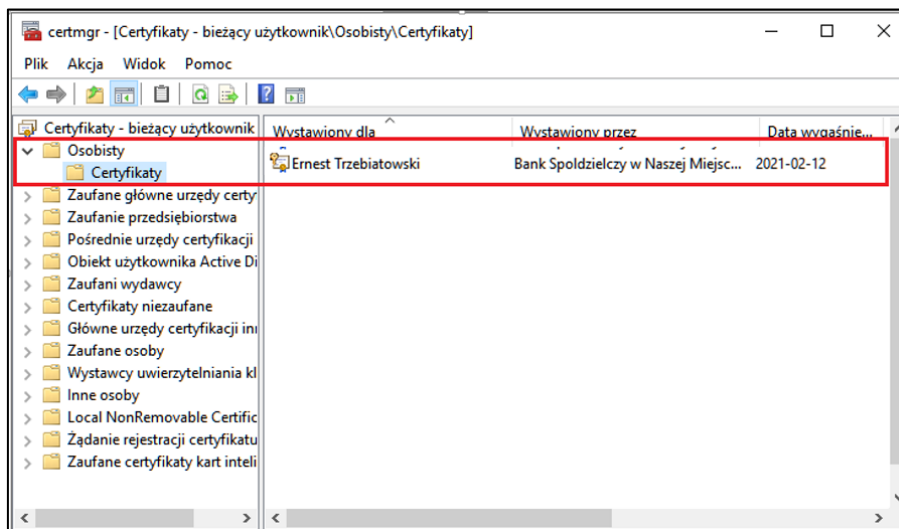 certmgr - [Certyfikaty - bieżący użytkownik\Osobisty\Certyfikaty]
Plik Akcja Widok Pomoc
Certyfikaty - bieżący użytkownik
Osobisty
Certyfikaty
Zaufane główne urzędy certy
Zaufanie przedsiębiorstwa
Pośrednie urzędy certyfikacji
Obiekt użytkownika Active Di
Zaufani wydawcy
Certyfikaty niezaufane
Główne urzędy certyfikacji inn
Zaufane osoby
Wystawcy uwierzytelniania kl
Inne osoby
Local NonRemovable Certific
Żądanie rejestracji certyfikatu
Zaufane certyfikaty kart inteli
Wystawiony dla Wystawiony przez Data wygaśnie...
Ernest Trzebiatowski Bank Spoldzielczy w Naszej Miejsc... 2021-02-12